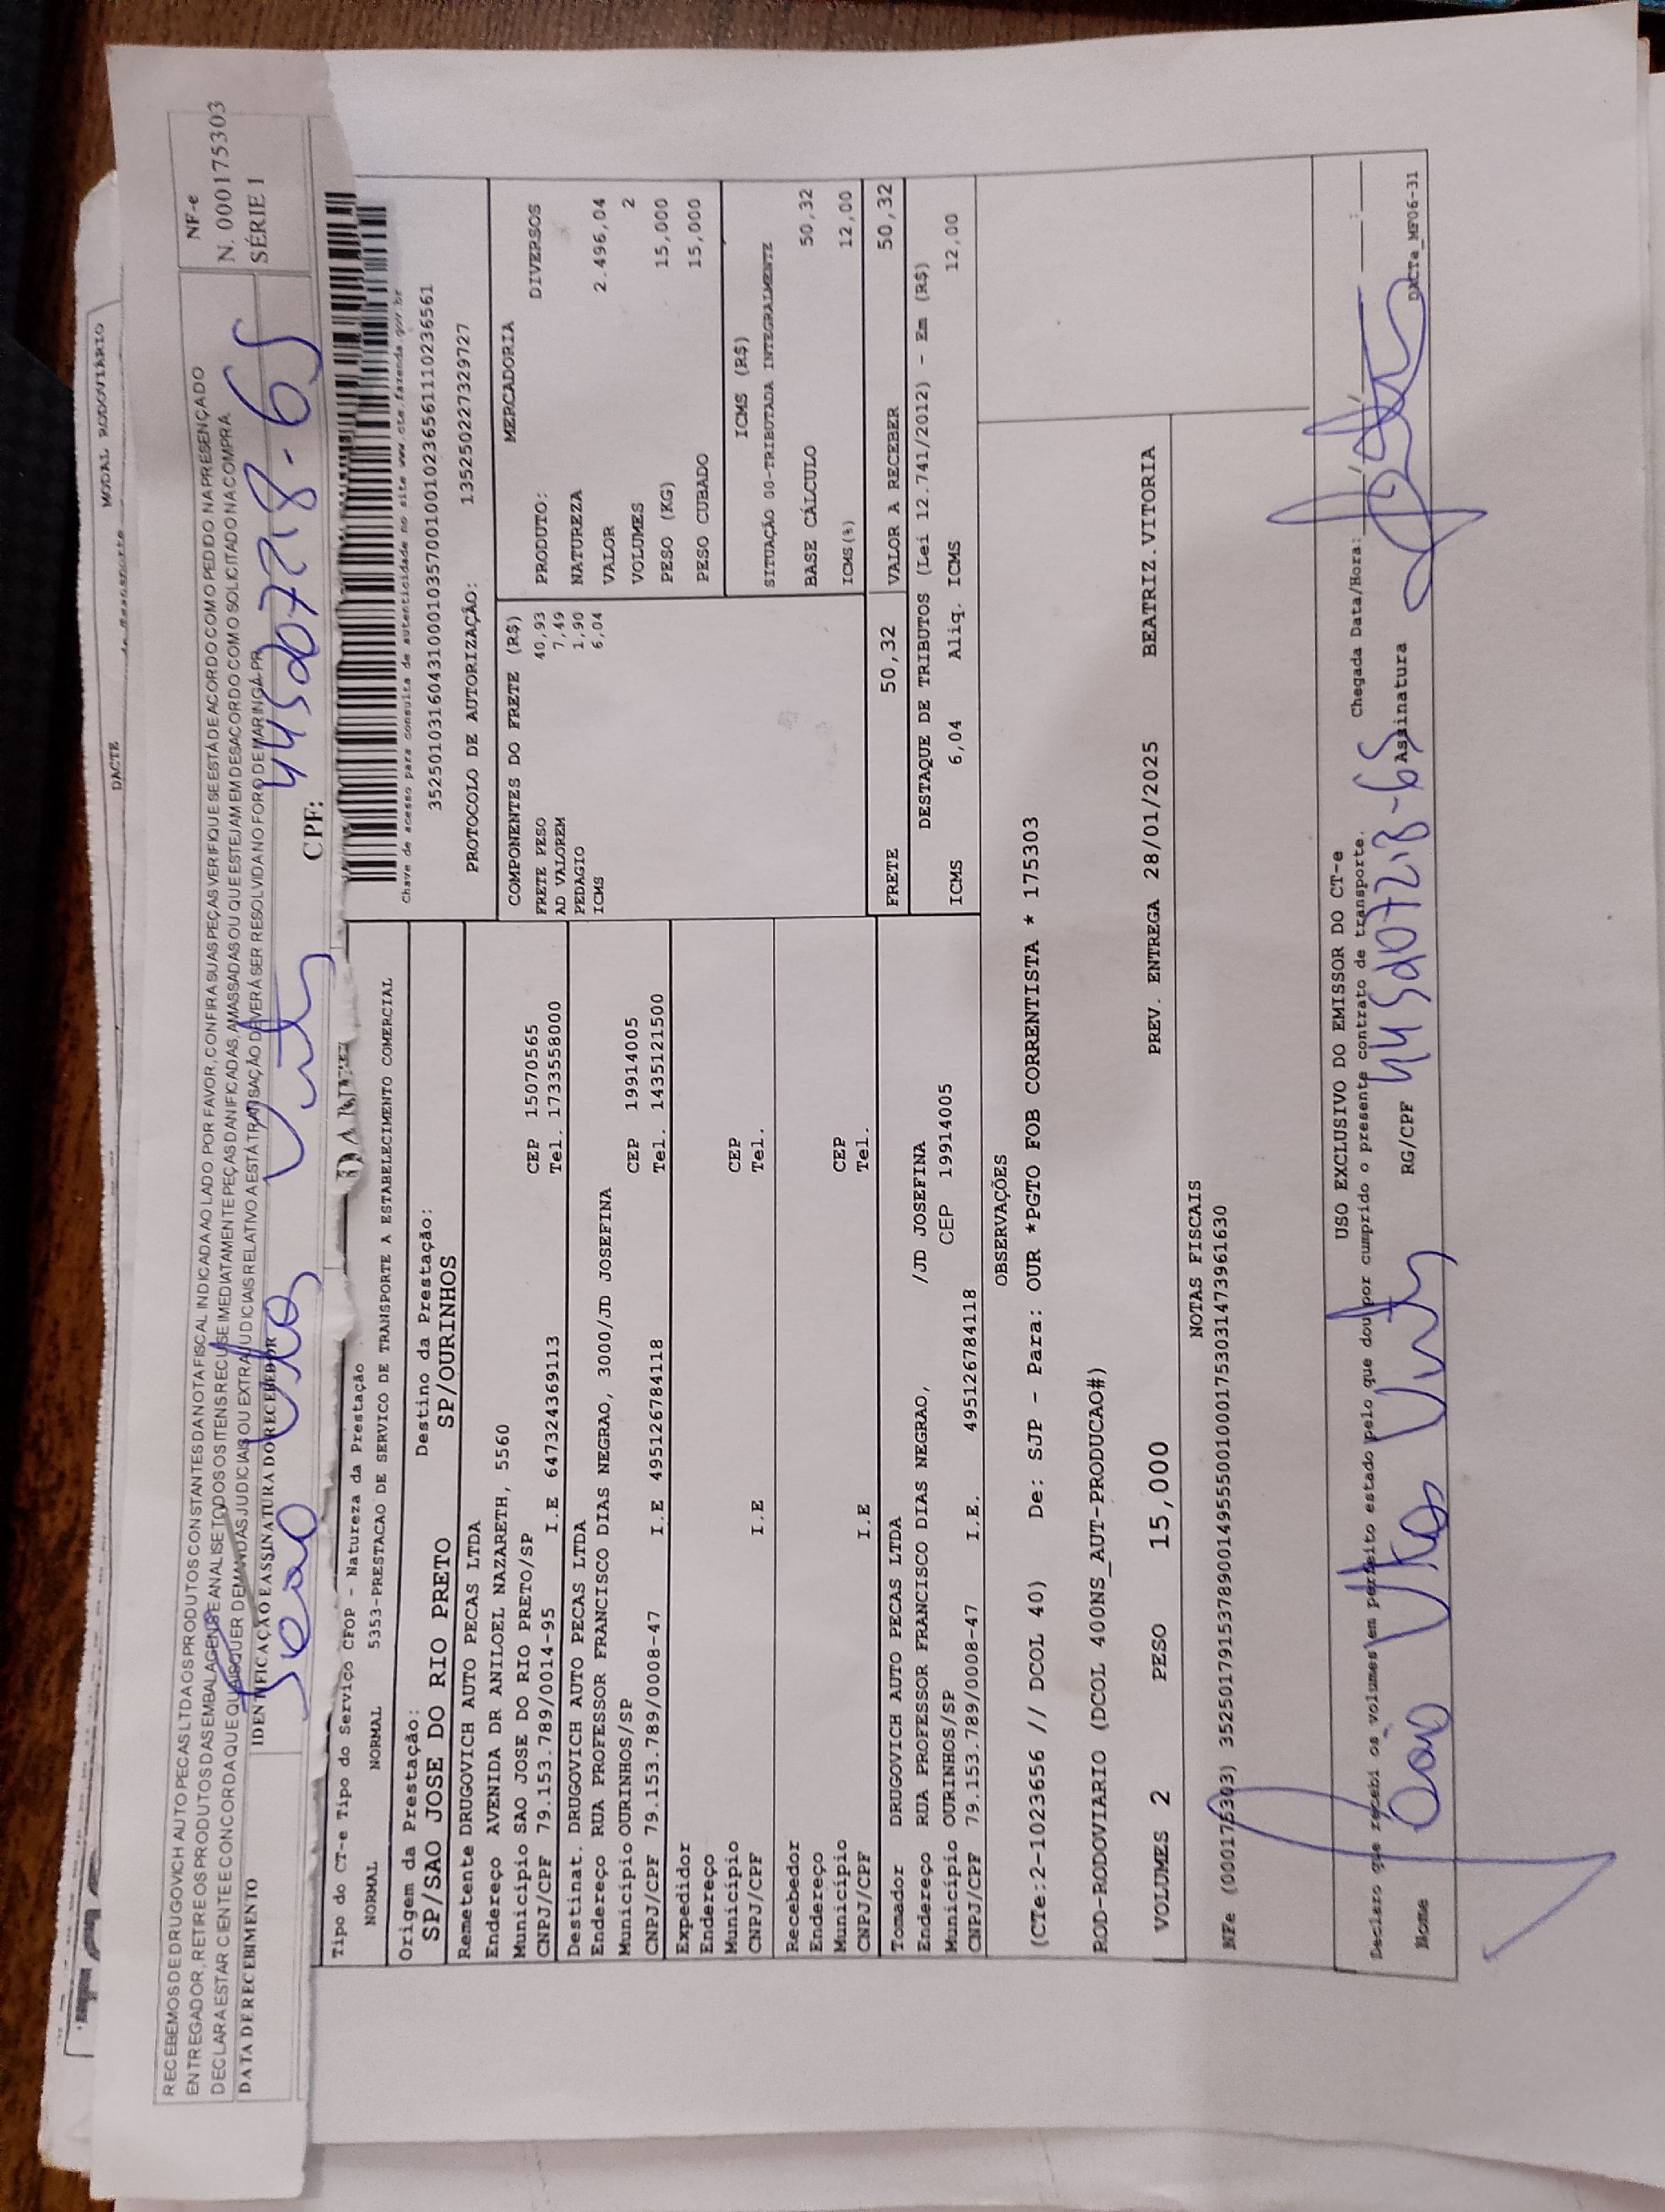 DACTE
MODAL RODOVIÁRIO
RECEBEMOS DE DRUGOVICH AUTO PECAS LTDA OS PRODUTOS CONSTANTES DA NOTA FISCAL INDICADA AO LADO. POR FAVOR, CONFIRA SUAS PEÇAS VERIFIQUE SE ESTÁ DE ACORDO COM O PEDIDO. NA PRESENÇA DO
ENTREGADOR, RETIRE OS PRODUTOS DAS EMBALAGENS E ANALISE TODOS OS ITENS RECUSE IMEDIATAMENTE PEÇAS DANIFICADAS, AMASSADAS OU QUE ESTEJAM EM DESACORDO COM O SOLICITADO NA COMPRA
DECLARA ESTAR CIENTE E CONCORDA QUE QUAISQUER DEMANDAS JUDICIAIS OU EXTRAJUDICIAIS RELATIVO A ESTÁ TRANSAÇÃO DEVERÁ SER RESOLVIDA NO FORO DE MARINGÁ-PR
NF-e
N. 000175303
SÉRIE 1
DATA DE RECEBIMENTO
IDENTIFICAÇÃO E ASSINATURA DO RECEBEDOR
CPF: 445207218-65
Tipo do CT-e Tipo do Serviço CFOP - Natureza da Prestação
NORMAL NORMAL 5353-PRESTACAO DE SERVICO DE TRANSPORTE A ESTABELECIMENTO COMERCIAL
Chave de acesso para consulta de autenticidade no site www.cte.fazenda.gov.br
35250103160431000103570010010236561110236561
PROTOCOLO DE AUTORIZAÇÃO: 135250227329727
Origem da Prestação: Destino da Prestação:
SP/SAO JOSE DO RIO PRETO SP/OURINHOS
Remetente DRUGOVICH AUTO PECAS LTDA
Endereço AVENIDA DR ANILOEL NAZARETH, 5560
Município SAO JOSE DO RIO PRETO/SP CEP 15070565
CNPJ/CPF 79.153.789/0014-95 I.E 647324369113 Tel. 1733558000
Destinat. DRUGOVICH AUTO PECAS LTDA
Endereço RUA PROFESSOR FRANCISCO DIAS NEGRAO, 3000/JD JOSEFINA
Município OURINHOS/SP CEP 19914005
CNPJ/CPF 79.153.789/0008-47 I.E 495126784118 Tel. 1435121500
Expedidor
Endereço
Município CEP
CNPJ/CPF I.E Tel.
Recebedor
Endereço
Município CEP
CNPJ/CPF I.E Tel.
Tomador DRUGOVICH AUTO PECAS LTDA
Endereço RUA PROFESSOR FRANCISCO DIAS NEGRAO, /JD JOSEFINA
Município OURINHOS/SP CEP 19914005
CNPJ/CPF 79.153.789/0008-47 I.E. 495126784118
COMPONENTES DO FRETE (R$)
FRETE PESO 40,93
AD VALOREM 7,49
PEDAGIO 1,90
ICMS 6,04
MERCADORIA
PRODUTO: DIVERSOS
NATUREZA
VALOR 2.496,04
VOLUMES 2
PESO (KG) 15,000
PESO CUBADO 15,000
ICMS (R$)
SITUAÇÃO 00-TRIBUTADA INTEGRALMENTE
BASE CÁLCULO 50,32
ICMS(%) 12,00
FRETE 50,32 VALOR A RECEBER 50,32
DESTAQUE DE TRIBUTOS (Lei 12.741/2012) - Em (R$)
ICMS 6,04 Aliq. ICMS 12,00
OBSERVAÇÕES
(CTe:2-1023656 // DCOL 40) De: SJP - Para: OUR *PGTO FOB CORRENTISTA * 175303
ROD-RODOVIARIO (DCOL 400NS_AUT-PRODUCAO#)
VOLUMES 2 PESO 15,000 PREV. ENTREGA 28/01/2025 BEATRIZ.VITORIA
NOTAS FISCAIS
NFe (000175303) 35250179153789001495550010001753031473961630
USO EXCLUSIVO DO EMISSOR DO CT-e
Declaro que recebi os volumes em perfeito estado pelo que dou por cumprido o presente contrato de transporte. Chegada Data/Hora: / / :
Nome RG/CPF 445207218-65 Assinatura
DACTe_MF06-31